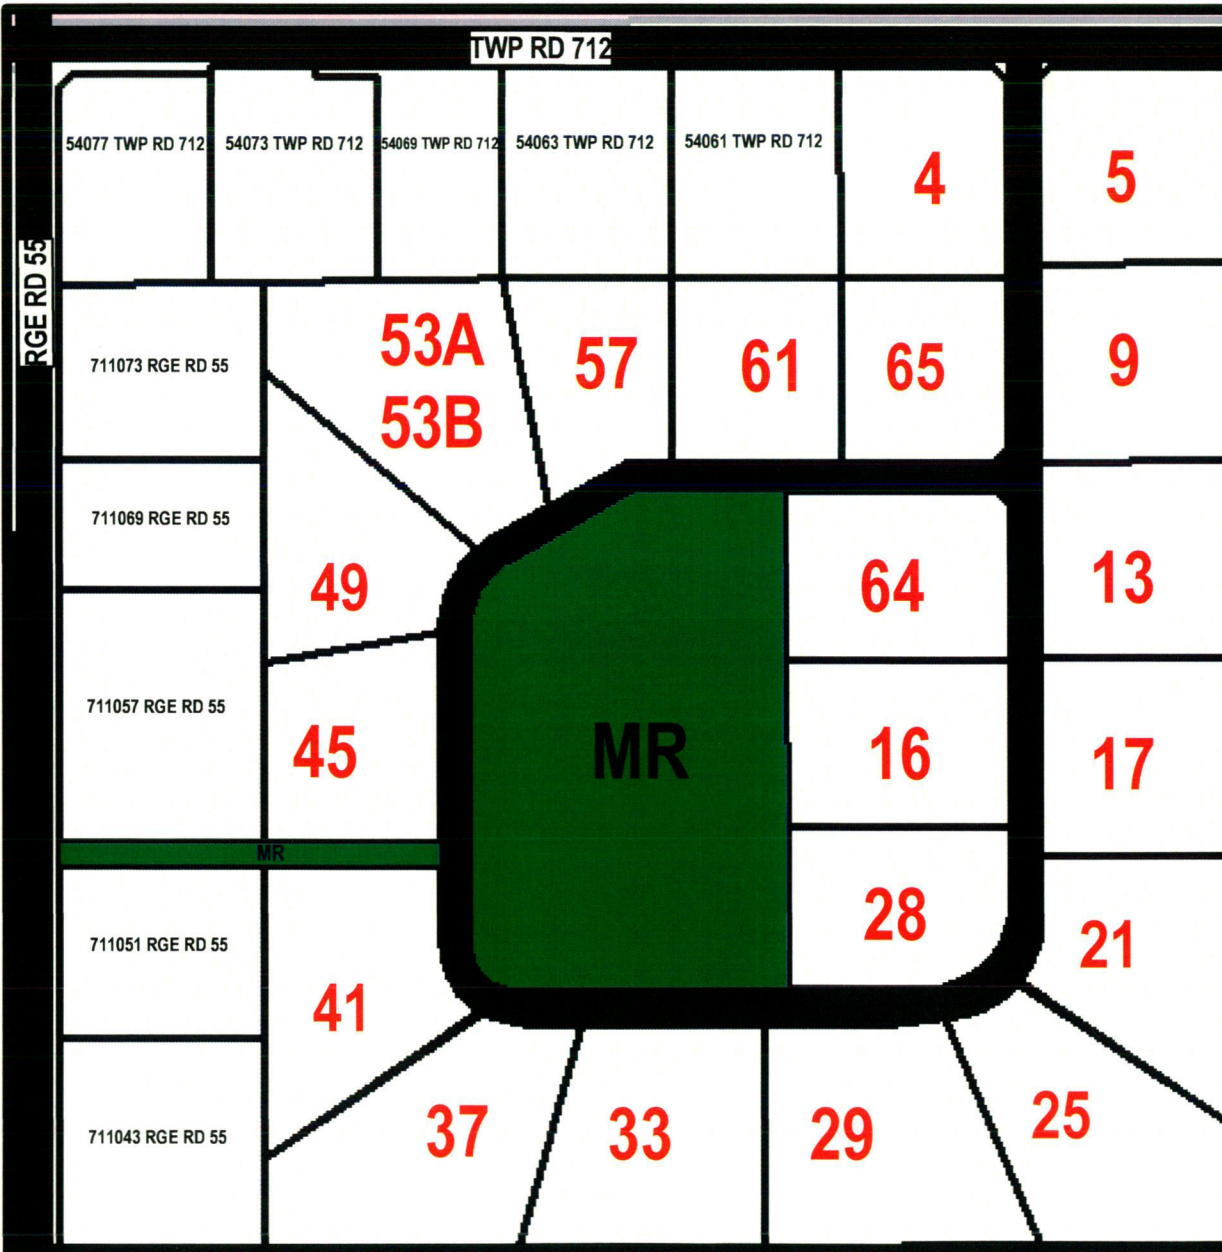 TWP RD 712
54077 TWP RD 712
54073 TWP RD 712
54069 TWP RD 712
54063 TWP RD 712
54061 TWP RD 712
4
5
RGE RD 55
711073 RGE RD 55
53A
53B
57
61
65
9
711069 RGE RD 55
49
64
13
711057 RGE RD 55
45
MR
16
17
MR
711051 RGE RD 55
41
28
21
711043 RGE RD 55
37
33
29
25